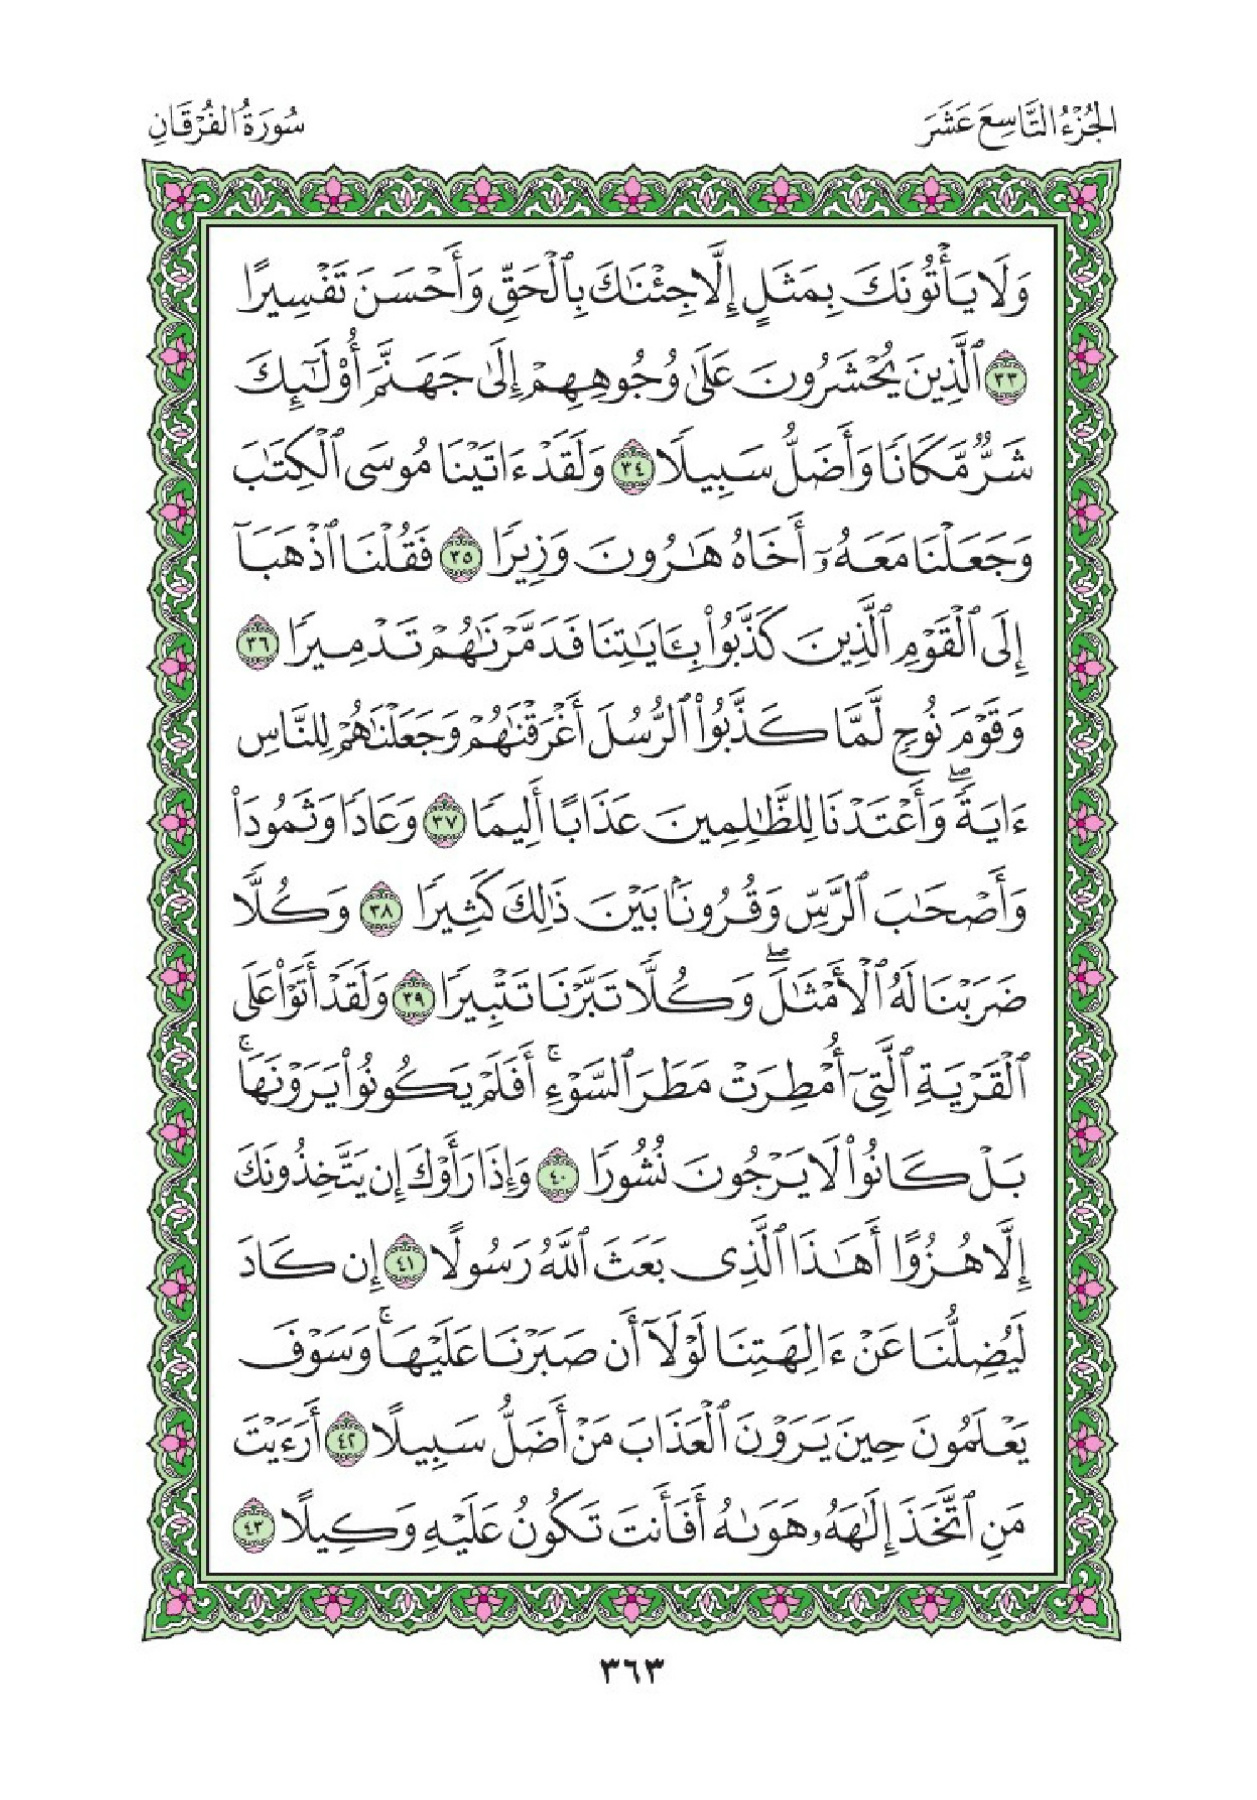 الجُزْءُ التَّاسِعَ عَشَرَ
سُورَةُ الفُرْقَانِ
وَلَا يَأْتُونَكَ بِمَثَلٍ إِلَّا جِئْنَٰكَ بِٱلْحَقِّ وَأَحْسَنَ تَفْسِيرًا
٣٣ ٱلَّذِينَ يُحْشَرُونَ عَلَىٰ وُجُوهِهِمْ إِلَىٰ جَهَنَّمَ أُو۟لَٰٓئِكَ
شَرٌّ مَّكَانًا وَأَضَلُّ سَبِيلًا ٣٤ وَلَقَدْ ءَاتَيْنَا مُوسَى ٱلْكِتَٰبَ
وَجَعَلْنَا مَعَهُۥٓ أَخَاهُ هَٰرُونَ وَزِيرًا ٣٥ فَقُلْنَا ٱذْهَبَآ
إِلَى ٱلْقَوْمِ ٱلَّذِينَ كَذَّبُوا۟ بِـَٔايَٰتِنَا فَدَمَّرْنَٰهُمْ تَدْمِيرًا ٣٦
وَقَوْمَ نُوحٍ لَّمَّا كَذَّبُوا۟ ٱلرُّسُلَ أَغْرَقْنَٰهُمْ وَجَعَلْنَٰهُمْ لِلنَّاسِ
ءَايَةً ۖ وَأَعْتَدْنَا لِلظَّٰلِمِينَ عَذَابًا أَلِيمًا ٣٧ وَعَادًا وَثَمُودَا۟
وَأَصْحَٰبَ ٱلرَّسِّ وَقُرُونًۢا بَيْنَ ذَٰلِكَ كَثِيرًا ٣٨ وَكُلًّا
ضَرَبْنَا لَهُ ٱلْأَمْثَٰلَ ۖ وَكُلًّا تَبَّرْنَا تَتْبِيرًا ٣٩ وَلَقَدْ أَتَوْا۟ عَلَى
ٱلْقَرْيَةِ ٱلَّتِىٓ أُمْطِرَتْ مَطَرَ ٱلسَّوْءِ ۚ أَفَلَمْ يَكُونُوا۟ يَرَوْنَهَا ۚ
بَلْ كَانُوا۟ لَا يَرْجُونَ نُشُورًا ٤٠ وَإِذَا رَأَوْكَ إِن يَتَّخِذُونَكَ
إِلَّا هُزُوًا أَهَٰذَا ٱلَّذِى بَعَثَ ٱللَّهُ رَسُولًا ٤١ إِن كَادَ
لَيُضِلُّنَا عَنْ ءَالِهَتِنَا لَوْلَآ أَن صَبَرْنَا عَلَيْهَا ۚ وَسَوْفَ
يَعْلَمُونَ حِينَ يَرَوْنَ ٱلْعَذَابَ مَنْ أَضَلُّ سَبِيلًا ٤٢ أَرَءَيْتَ
مَنِ ٱتَّخَذَ إِلَٰهَهُۥ هَوَىٰهُ أَفَأَنتَ تَكُونُ عَلَيْهِ وَكِيلًا ٤٣
٣٦٣